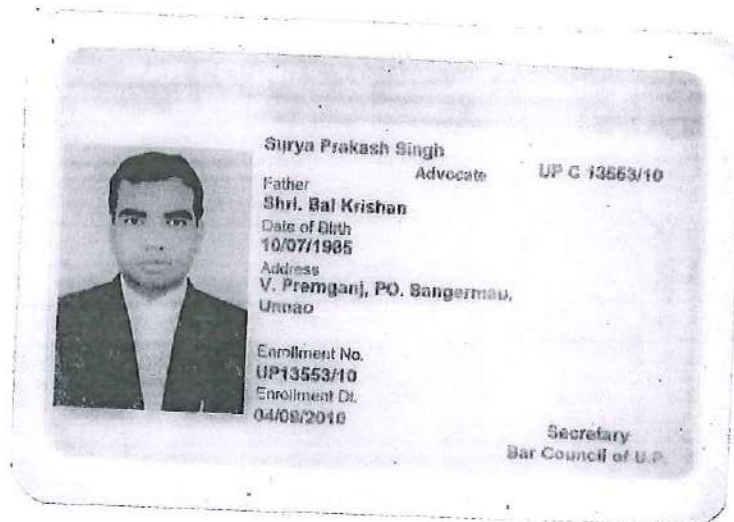 Surya Prakash Singh
Advocate UP C 13553/10
Father
Shri. Bal Krishan
Date of Birth
10/07/1985
Address
V. Premganj, PO. Bangermau,
Unnao
Enrollment No.
UP13553/10
Enrollment Dt.
04/09/2010
Secretary
Bar Council of U.P.